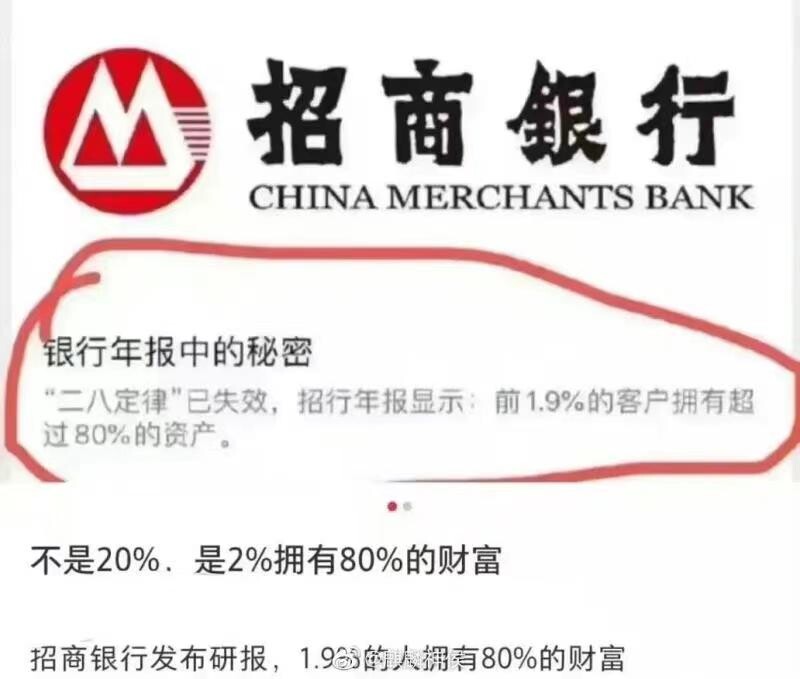 招商銀行
CHINA MERCHANTS BANK
银行年报中的秘密
“二八定律”已失效，招行年报显示：前1.9%的客户拥有超
过80%的资产。
不是20%．是2%拥有80%的财富
招商银行发布研报，1.9%的人拥有80%的财富